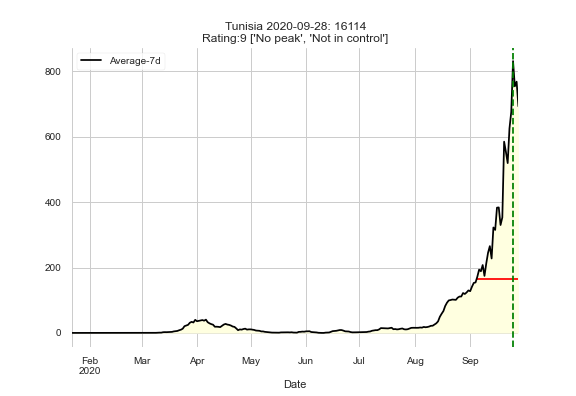 Tunisia 2020-09-28: 16114
Rating:9 ['No peak', 'Not in control']
Average-7d
800
600
400
200
0
Feb
2020
Mar
Apr
May
Jun
Jul
Aug
Sep
Date